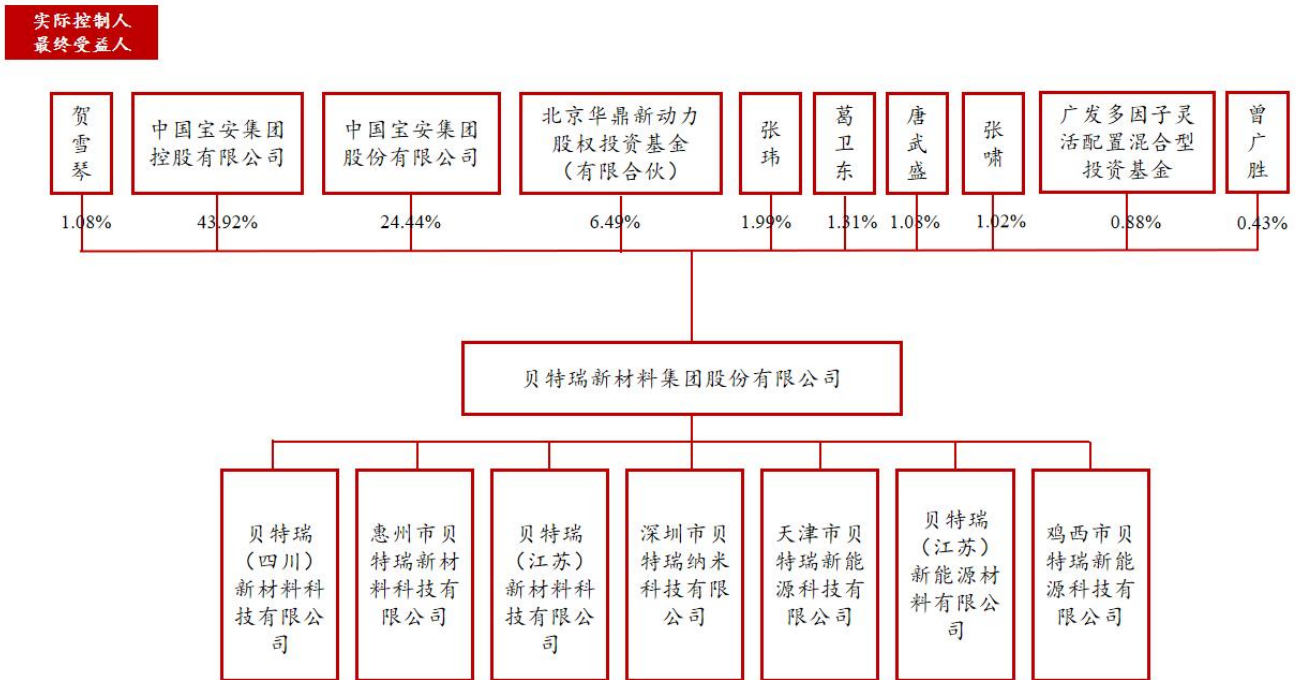 实际控制人
最终受益人
贺
雪
琴
中国宝安集团
控股有限公司
中国宝安集团
股份有限公司
北京华鼎新动力
股权投资基金
（有限合伙）
张
玮
葛
卫
东
唐
武
盛
张
啸
广发多因子灵
活配置混合型
投资基金
曾
广
胜
1.08%
43.92%
24.44%
6.49%
1.99%
1.31%
1.08%
1.02%
0.88%
0.43%
贝特瑞新材料集团股份有限公司
贝特瑞
（四川）
新材料科
技有限公
司
惠州市贝
特瑞新材
料科技有
限公司
贝特瑞
（江苏）
新材料科
技有限公
司
深圳市贝
特瑞纳米
科技有限
公司
天津市贝
特瑞新能
源科技有
限公司
贝特瑞
（江苏）
新能源材
料有限公
司
鸡西市贝
特瑞新能
源科技有
限公司